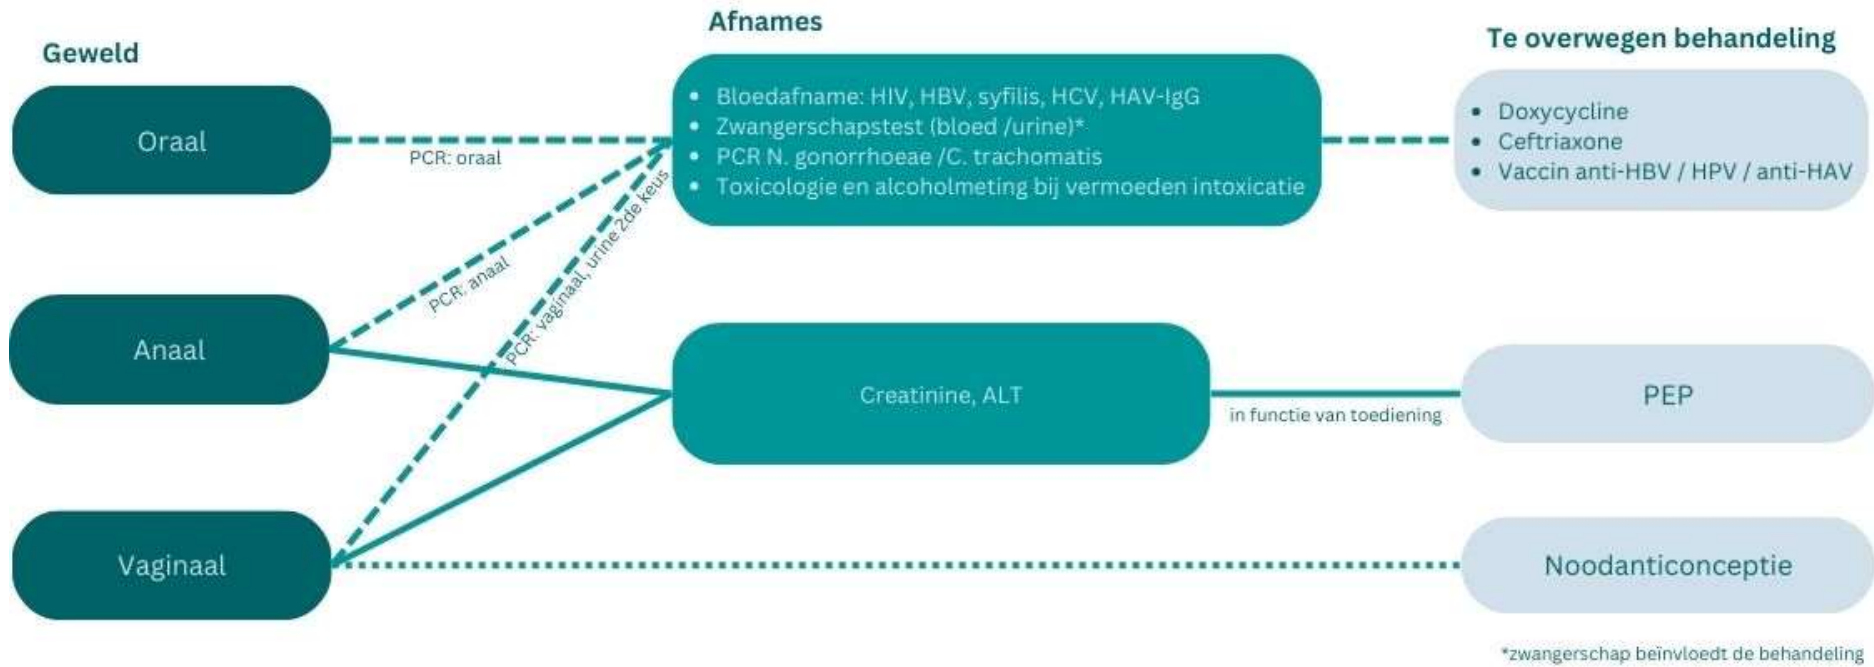 Geweld
Afnames
Te overwegen behandeling
Oraal
PCR: oraal
• Bloedafname: HIV, HBV, syfilis, HCV, HAV-IgG
• Zwangerschapstest (bloed /urine)*
• PCR N. gonorrhoeae /C. trachomatis
• Toxicologie en alcoholmeting bij vermoeden intoxicatie
• Doxycycline
• Ceftriaxone
• Vaccin anti-HBV / HPV / anti-HAV
Anaal
PCR: anaal
PCR: vaginaal, urine 2de keus
Creatinine, ALT
in functie van toediening
PEP
Vaginaal
Noodanticonceptie
*zwangerschap beïnvloedt de behandeling